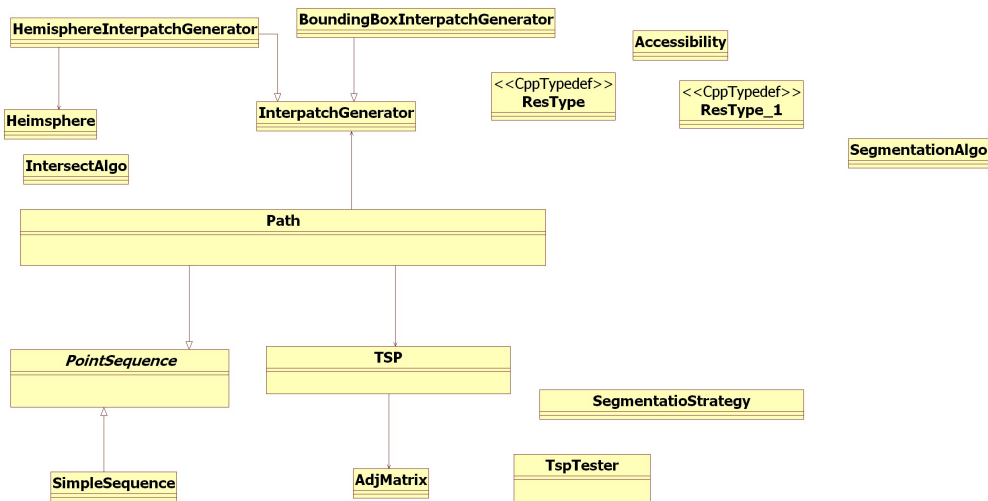 HemisphereInterpatchGenerator
BoundingBoxInterpatchGenerator
Accessibility
<<CppTypedef>>
ResType
<<CppTypedef>>
ResType_1
Heimsphere
InterpatchGenerator
SegmentationAlgo
IntersectAlgo
Path
PointSequence
TSP
SegmentatioStrategy
SimpleSequence
AdjMatrix
TspTester